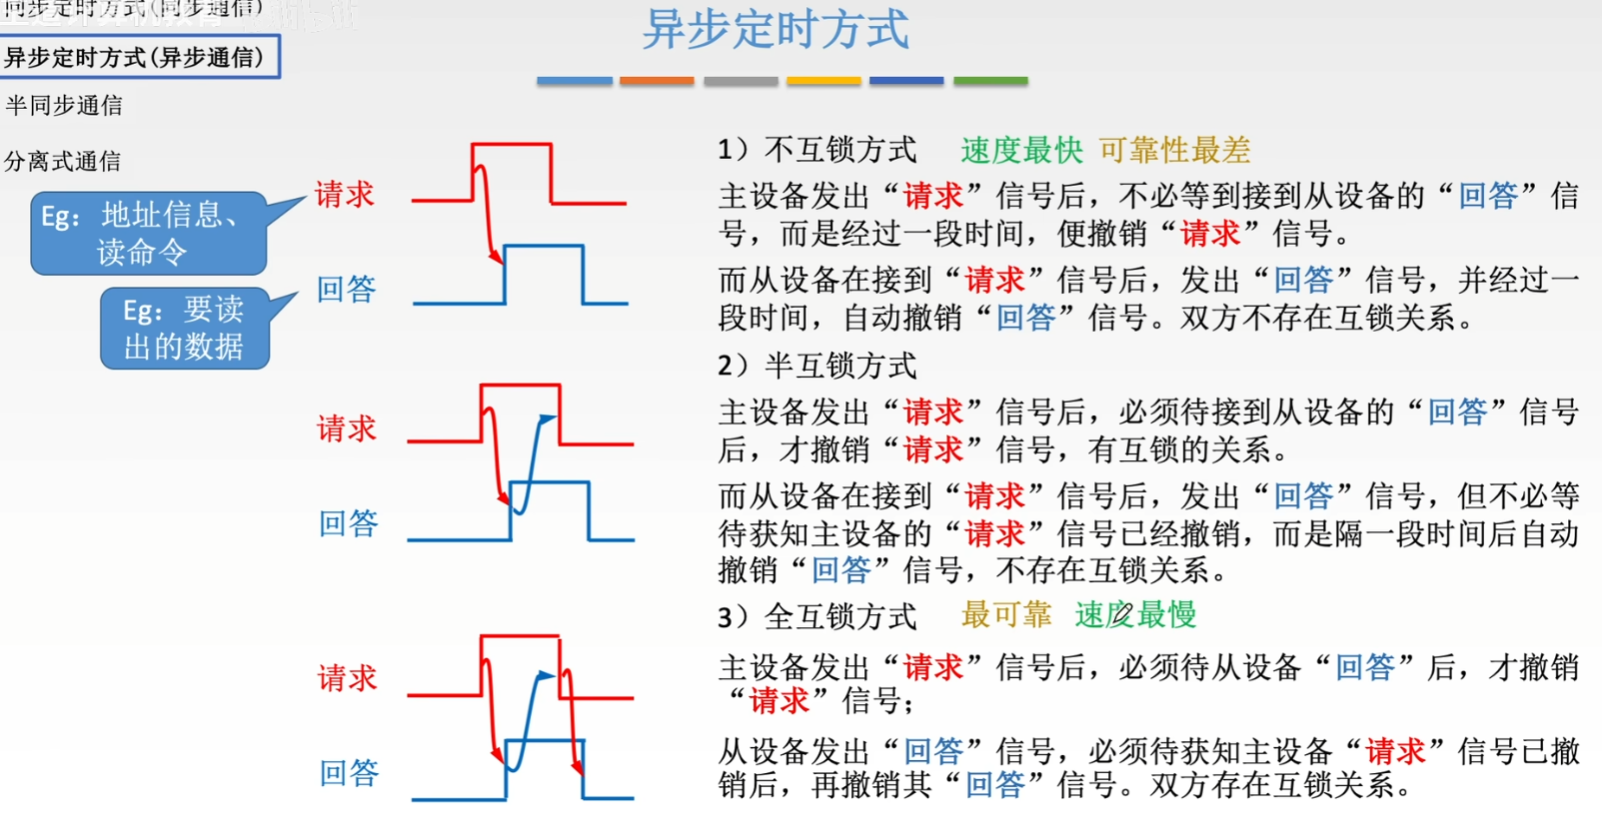 同步定时方式(同步通信)
异步定时方式
异步定时方式(异步通信)
半同步通信
分离式通信
Eg：地址信息、
读命令
Eg：要读
出的数据
请求
回答
请求
回答
请求
回答
1）不互锁方式 速度最快 可靠性最差
主设备发出“请求”信号后，不必等到接到从设备的“回答”信
号，而是经过一段时间，便撤销“请求”信号。
而从设备在接到“请求”信号后，发出“回答”信号，并经过一
段时间，自动撤销“回答”信号。双方不存在互锁关系。
2）半互锁方式
主设备发出“请求”信号后，必须待接到从设备的“回答”信号
后，才撤销“请求”信号，有互锁的关系。
而从设备在接到“请求”信号后，发出“回答”信号，但不必等
待获知主设备的“请求”信号已经撤销，而是隔一段时间后自动
撤销“回答”信号，不存在互锁关系。
3）全互锁方式 最可靠 速度最慢
主设备发出“请求”信号后，必须待从设备“回答”后，才撤销
“请求”信号；
从设备发出“回答”信号，必须待获知主设备“请求”信号已撤
销后，再撤销其“回答”信号。双方存在互锁关系。